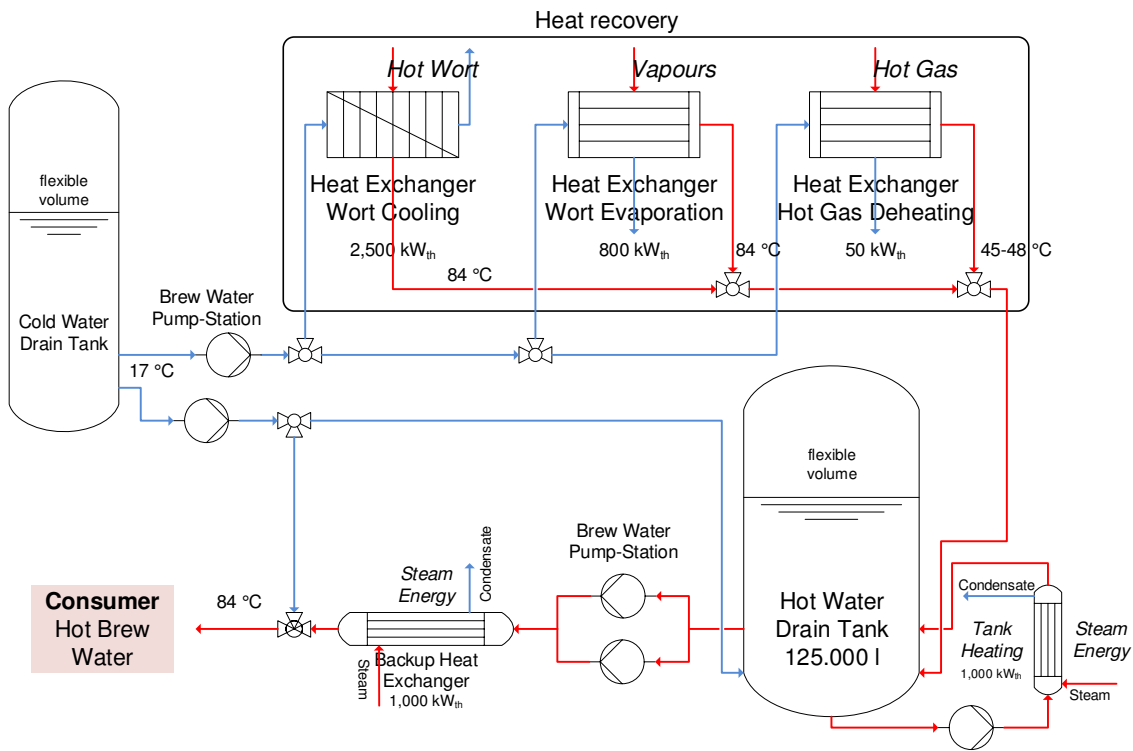 Heat recovery
Hot Wort
Vapours
Hot Gas
Heat Exchanger
Wort Cooling
2,500 kWth
84 °C
Heat Exchanger
Wort Evaporation
800 kWth
84 °C
Heat Exchanger
Hot Gas Deheating
50 kWth
45-48 °C
flexible
volume
Cold Water
Drain Tank
Brew Water
Pump-Station
17 °C
flexible
volume
Hot Water
Drain Tank
125.000 l
Brew Water
Pump-Station
Steam
Energy
Condensate
Backup Heat
Exchanger
1,000 kWth
Steam
84 °C
Consumer
Hot Brew
Water
Condensate
Tank
Heating
1,000 kWth
Steam
Energy
Steam